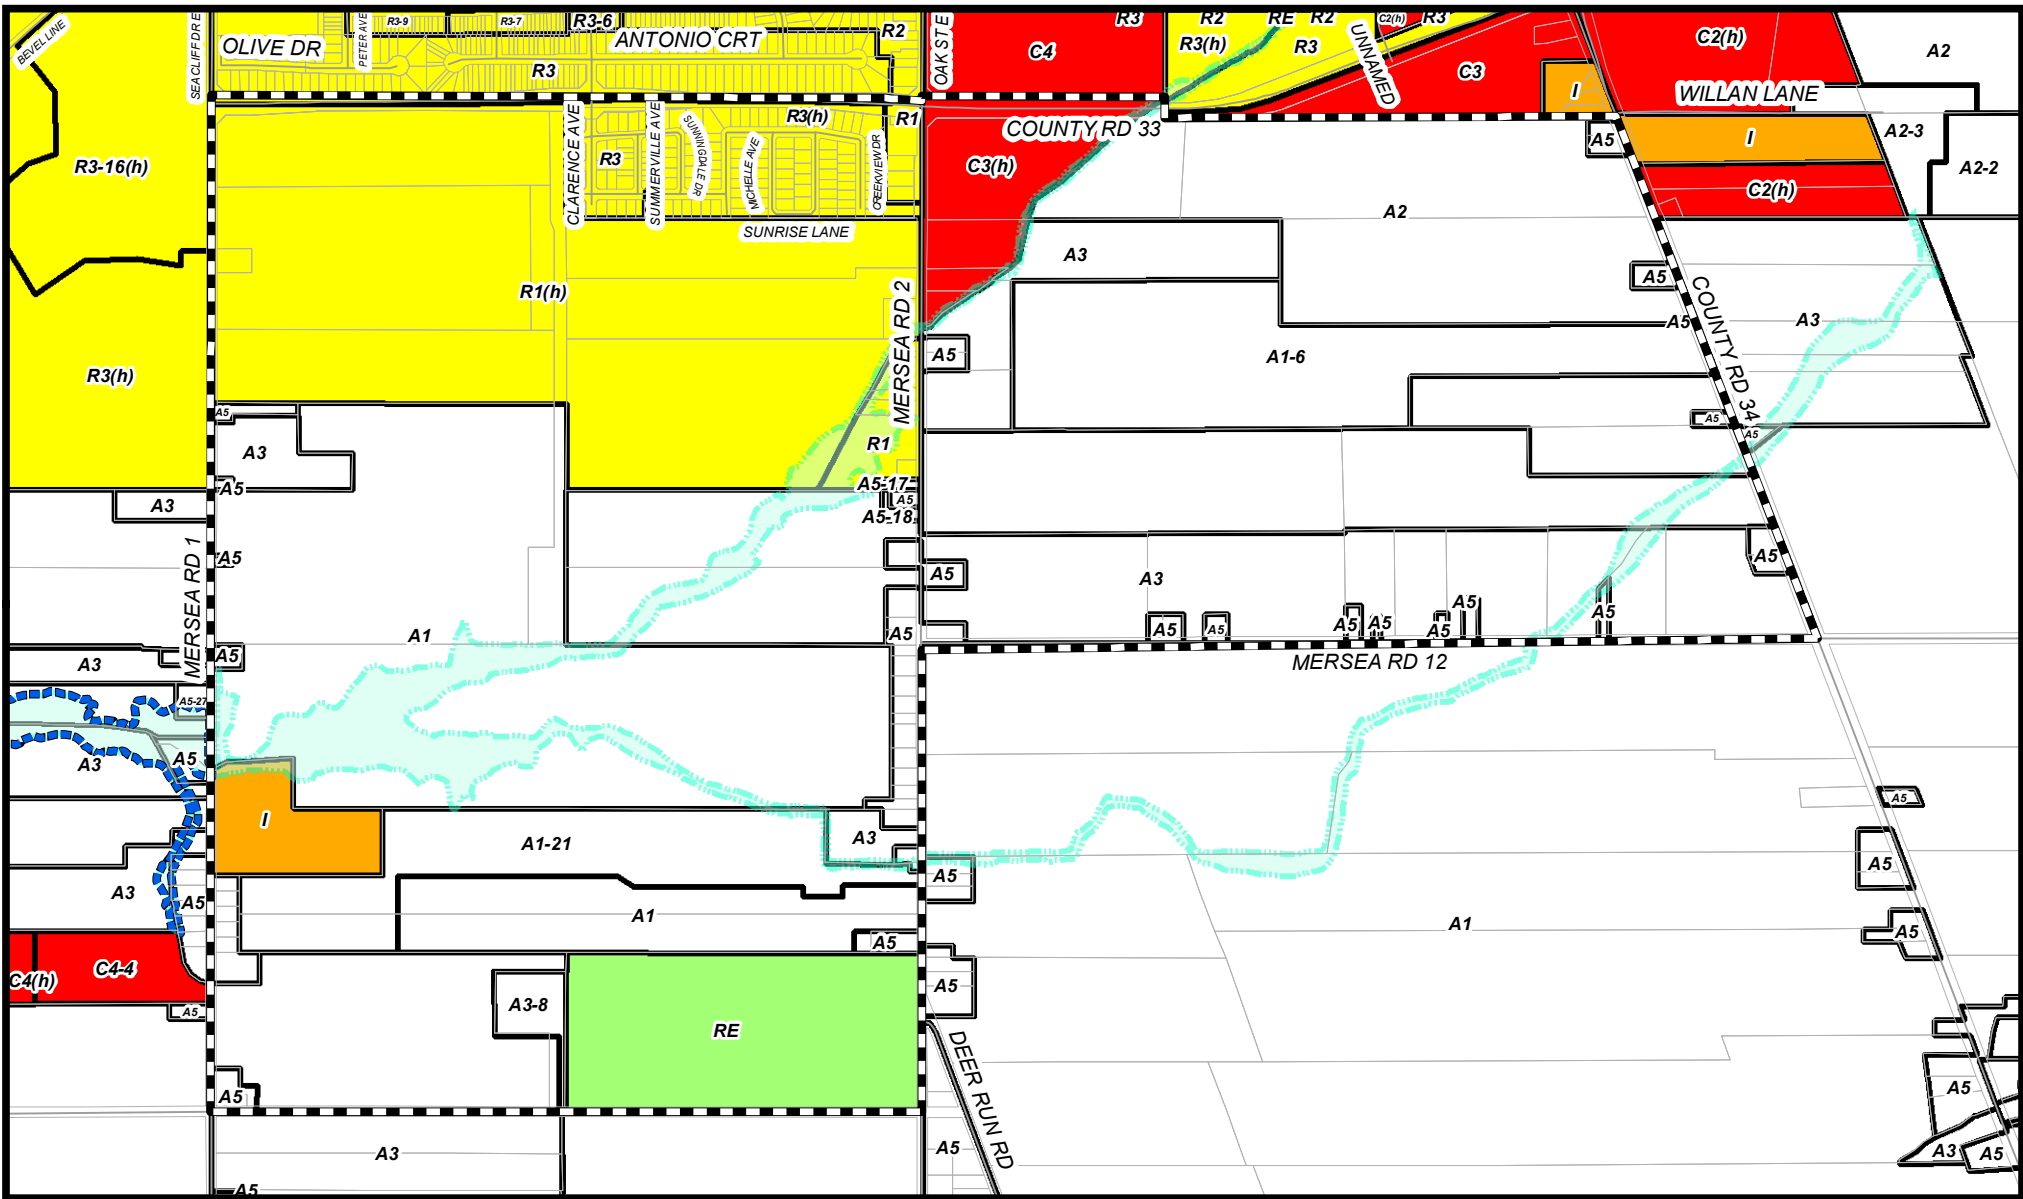 BEVEL LINE
SEACLIFF DR E
OLIVE DR
PETER AVE
R3-9
R3-7
R3-6
ANTONIO CRT
R2
R3
OAK ST E
C4
R3
R2
R3(h)
RE
R2
R3
C2(h)
R3
UNNAMED
C3
I
C2(h)
A2
WILLAN LANE
R3-16(h)
CLARENCE AVE
R3
SUMMERVILLE AVE
SUNNINGDALE DR
MICHELLE AVE
R3(h)
CREEKVIEW DR
R1
SUNRISE LANE
COUNTY RD 33
C3(h)
A5
I
A2-3
A2-2
C2(h)
A2
A3
A5
R1(h)
MERSEA RD 2
COUNTY RD 34
A5
A3
R3(h)
A5
A1-6
A5
A3
R1
A5
A5
A5
A5-17
A5
A5-18
A3
MERSEA RD 1
A5
A5
A3
A5
A5
A5
A5
A5
A5
A5
A5
A5
A1
A5
A3
A5
MERSEA RD 12
A5-27
A3
A5
I
A1-21
A3
A5
A5
A5
A3
A5
A1
A5
A1
A5
C4(h)
C4-4
A5
A3-8
RE
A5
DEER RUN RD
A5
A5
A3
A5
A5
A3
A5